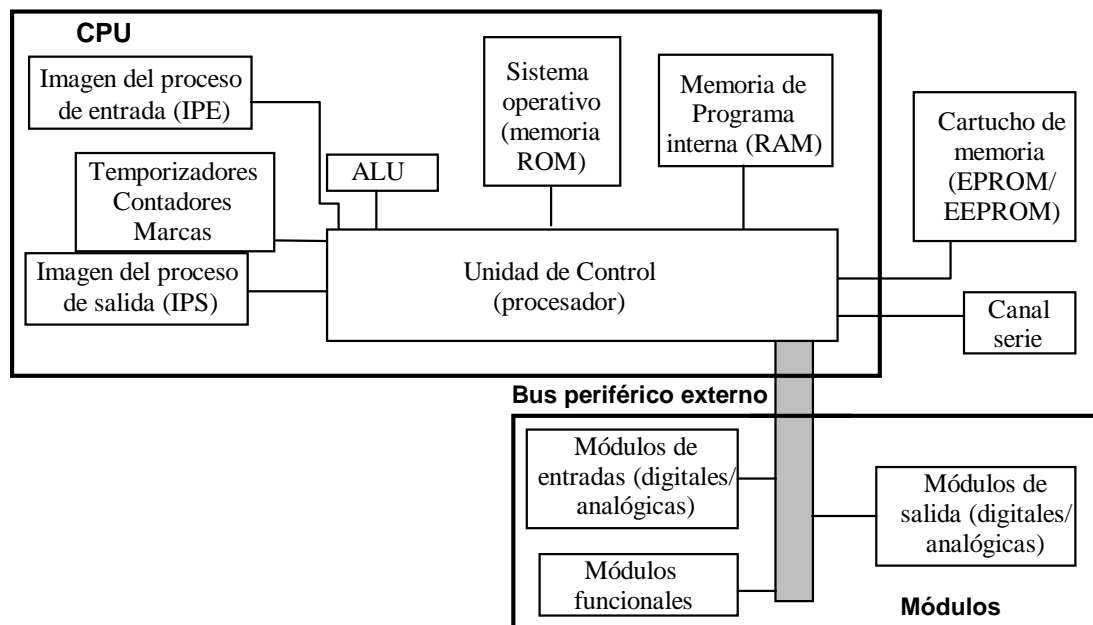 CPU
Imagen del proceso
de entrada (IPE)
Sistema
operativo
(memoria
ROM)
Memoria de
Programa
interna (RAM)
Cartucho de
memoria
(EPROM/
EEPROM)
Temporizadores
Contadores
Marcas
ALU
Imagen del proceso
de salida (IPS)
Unidad de Control
(procesador)
Canal
serie
Bus periférico externo
Módulos de
entradas (digitales/
analógicas)
Módulos de
salida (digitales/
analógicas)
Módulos
funcionales
Módulos